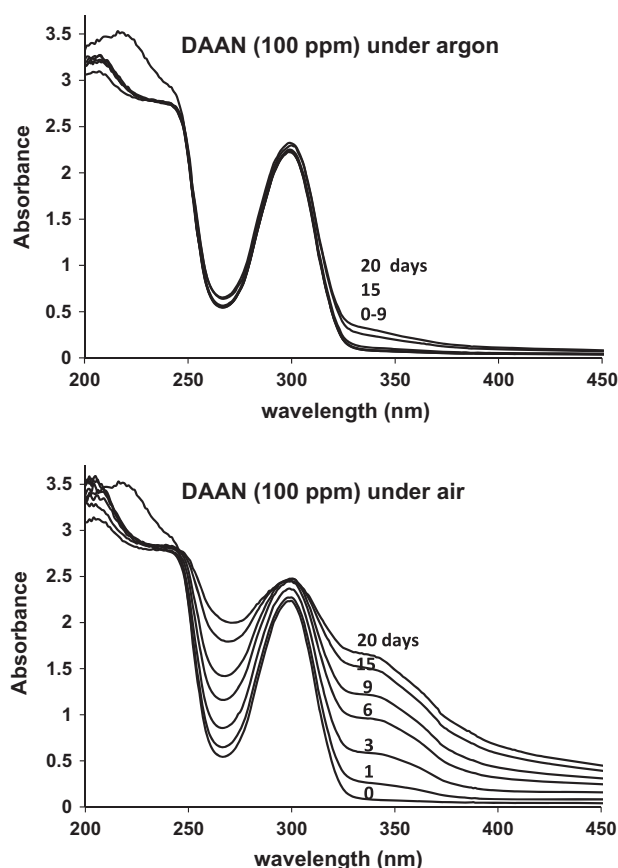 DAAN (100 ppm) under argon
3.5
3
2.5
2
1.5
1
0.5
0
Absorbance
20 days
15
0-9
200 250 300 350 400 450
wavelength (nm)
DAAN (100 ppm) under air
3.5
3
2.5
2
1.5
1
0.5
0
Absorbance
20 days
15
9
6
3
1
0
200 250 300 350 400 450
wavelength (nm)